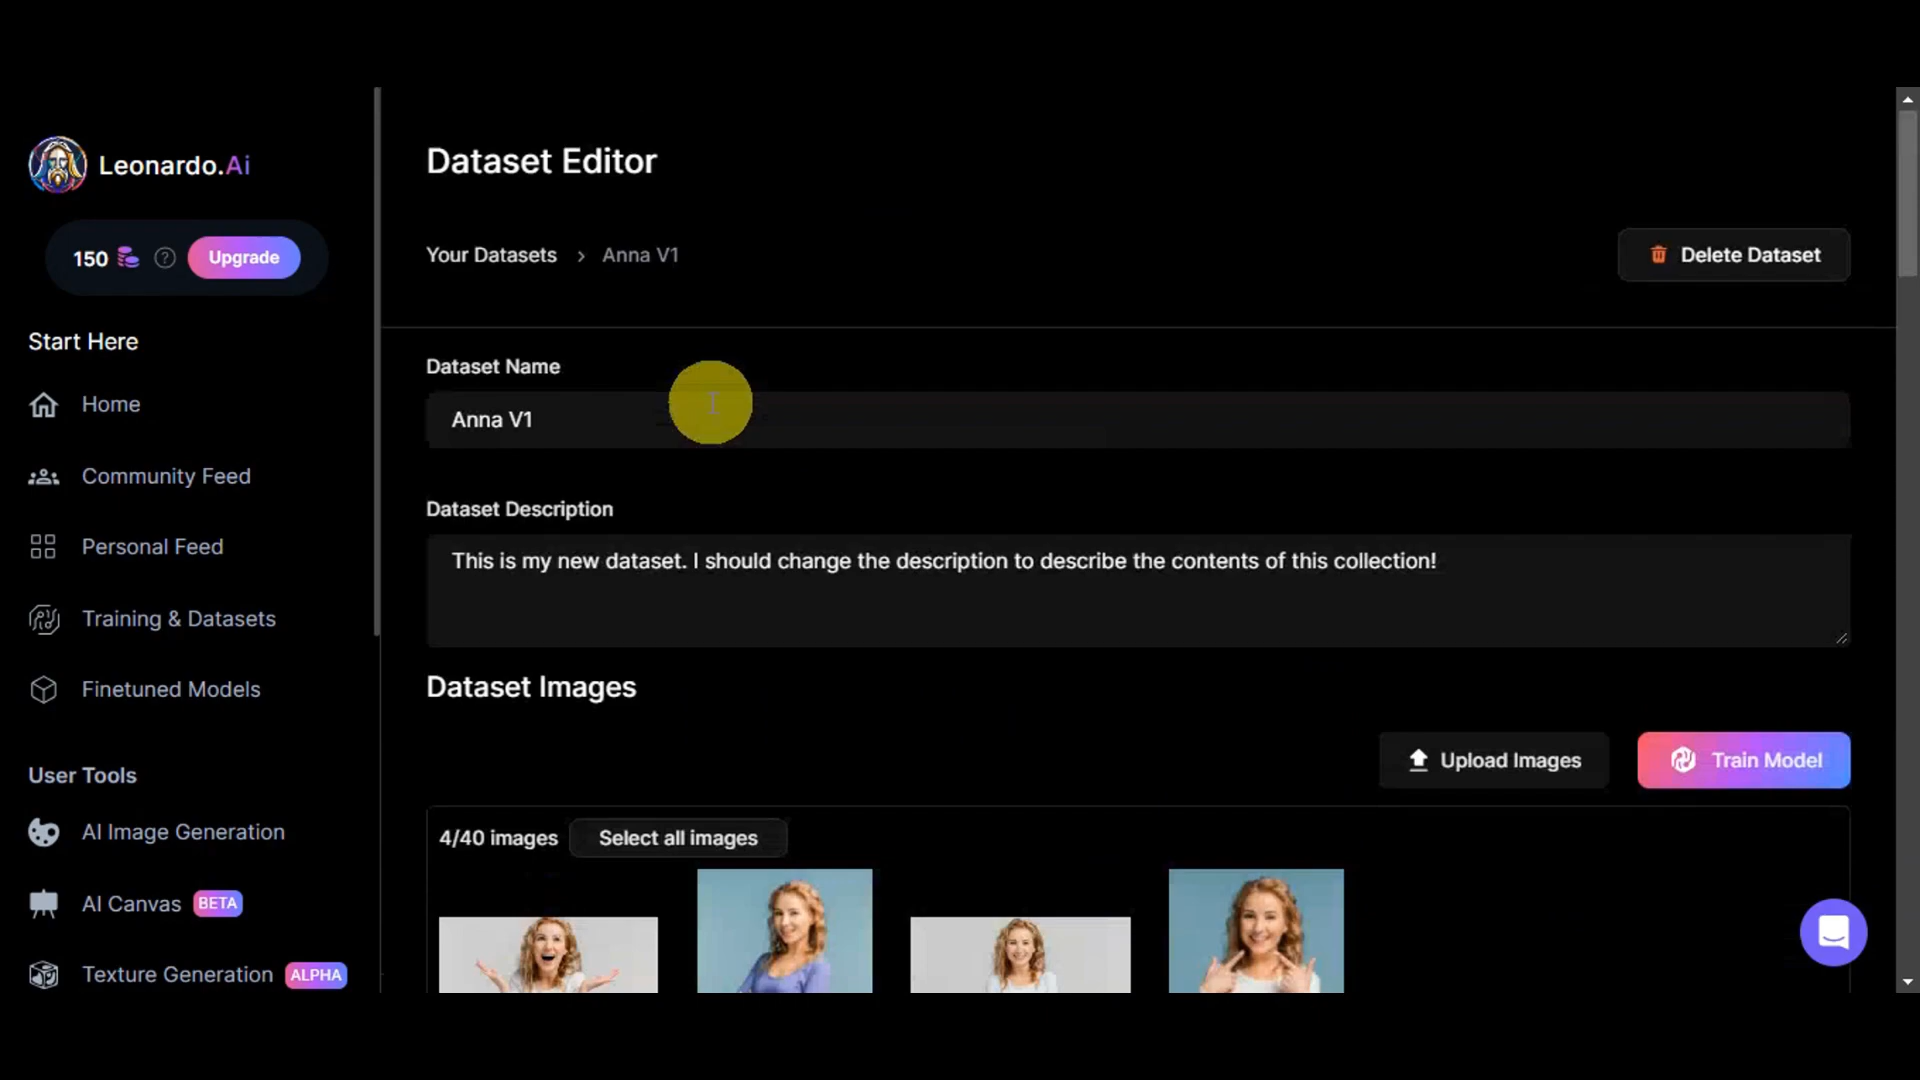 Leonardo.Ai
150
?
Upgrade
Start Here
Home
Community Feed
Personal Feed
Training & Datasets
Finetuned Models
User Tools
AI Image Generation
AI Canvas BETA
Texture Generation ALPHA
Dataset Editor
Your Datasets > Anna V1
Delete Dataset
Dataset Name
Anna V1
Dataset Description
This is my new dataset. I should change the description to describe the contents of this collection!
Dataset Images
Upload Images
Train Model
4/40 images
Select all images